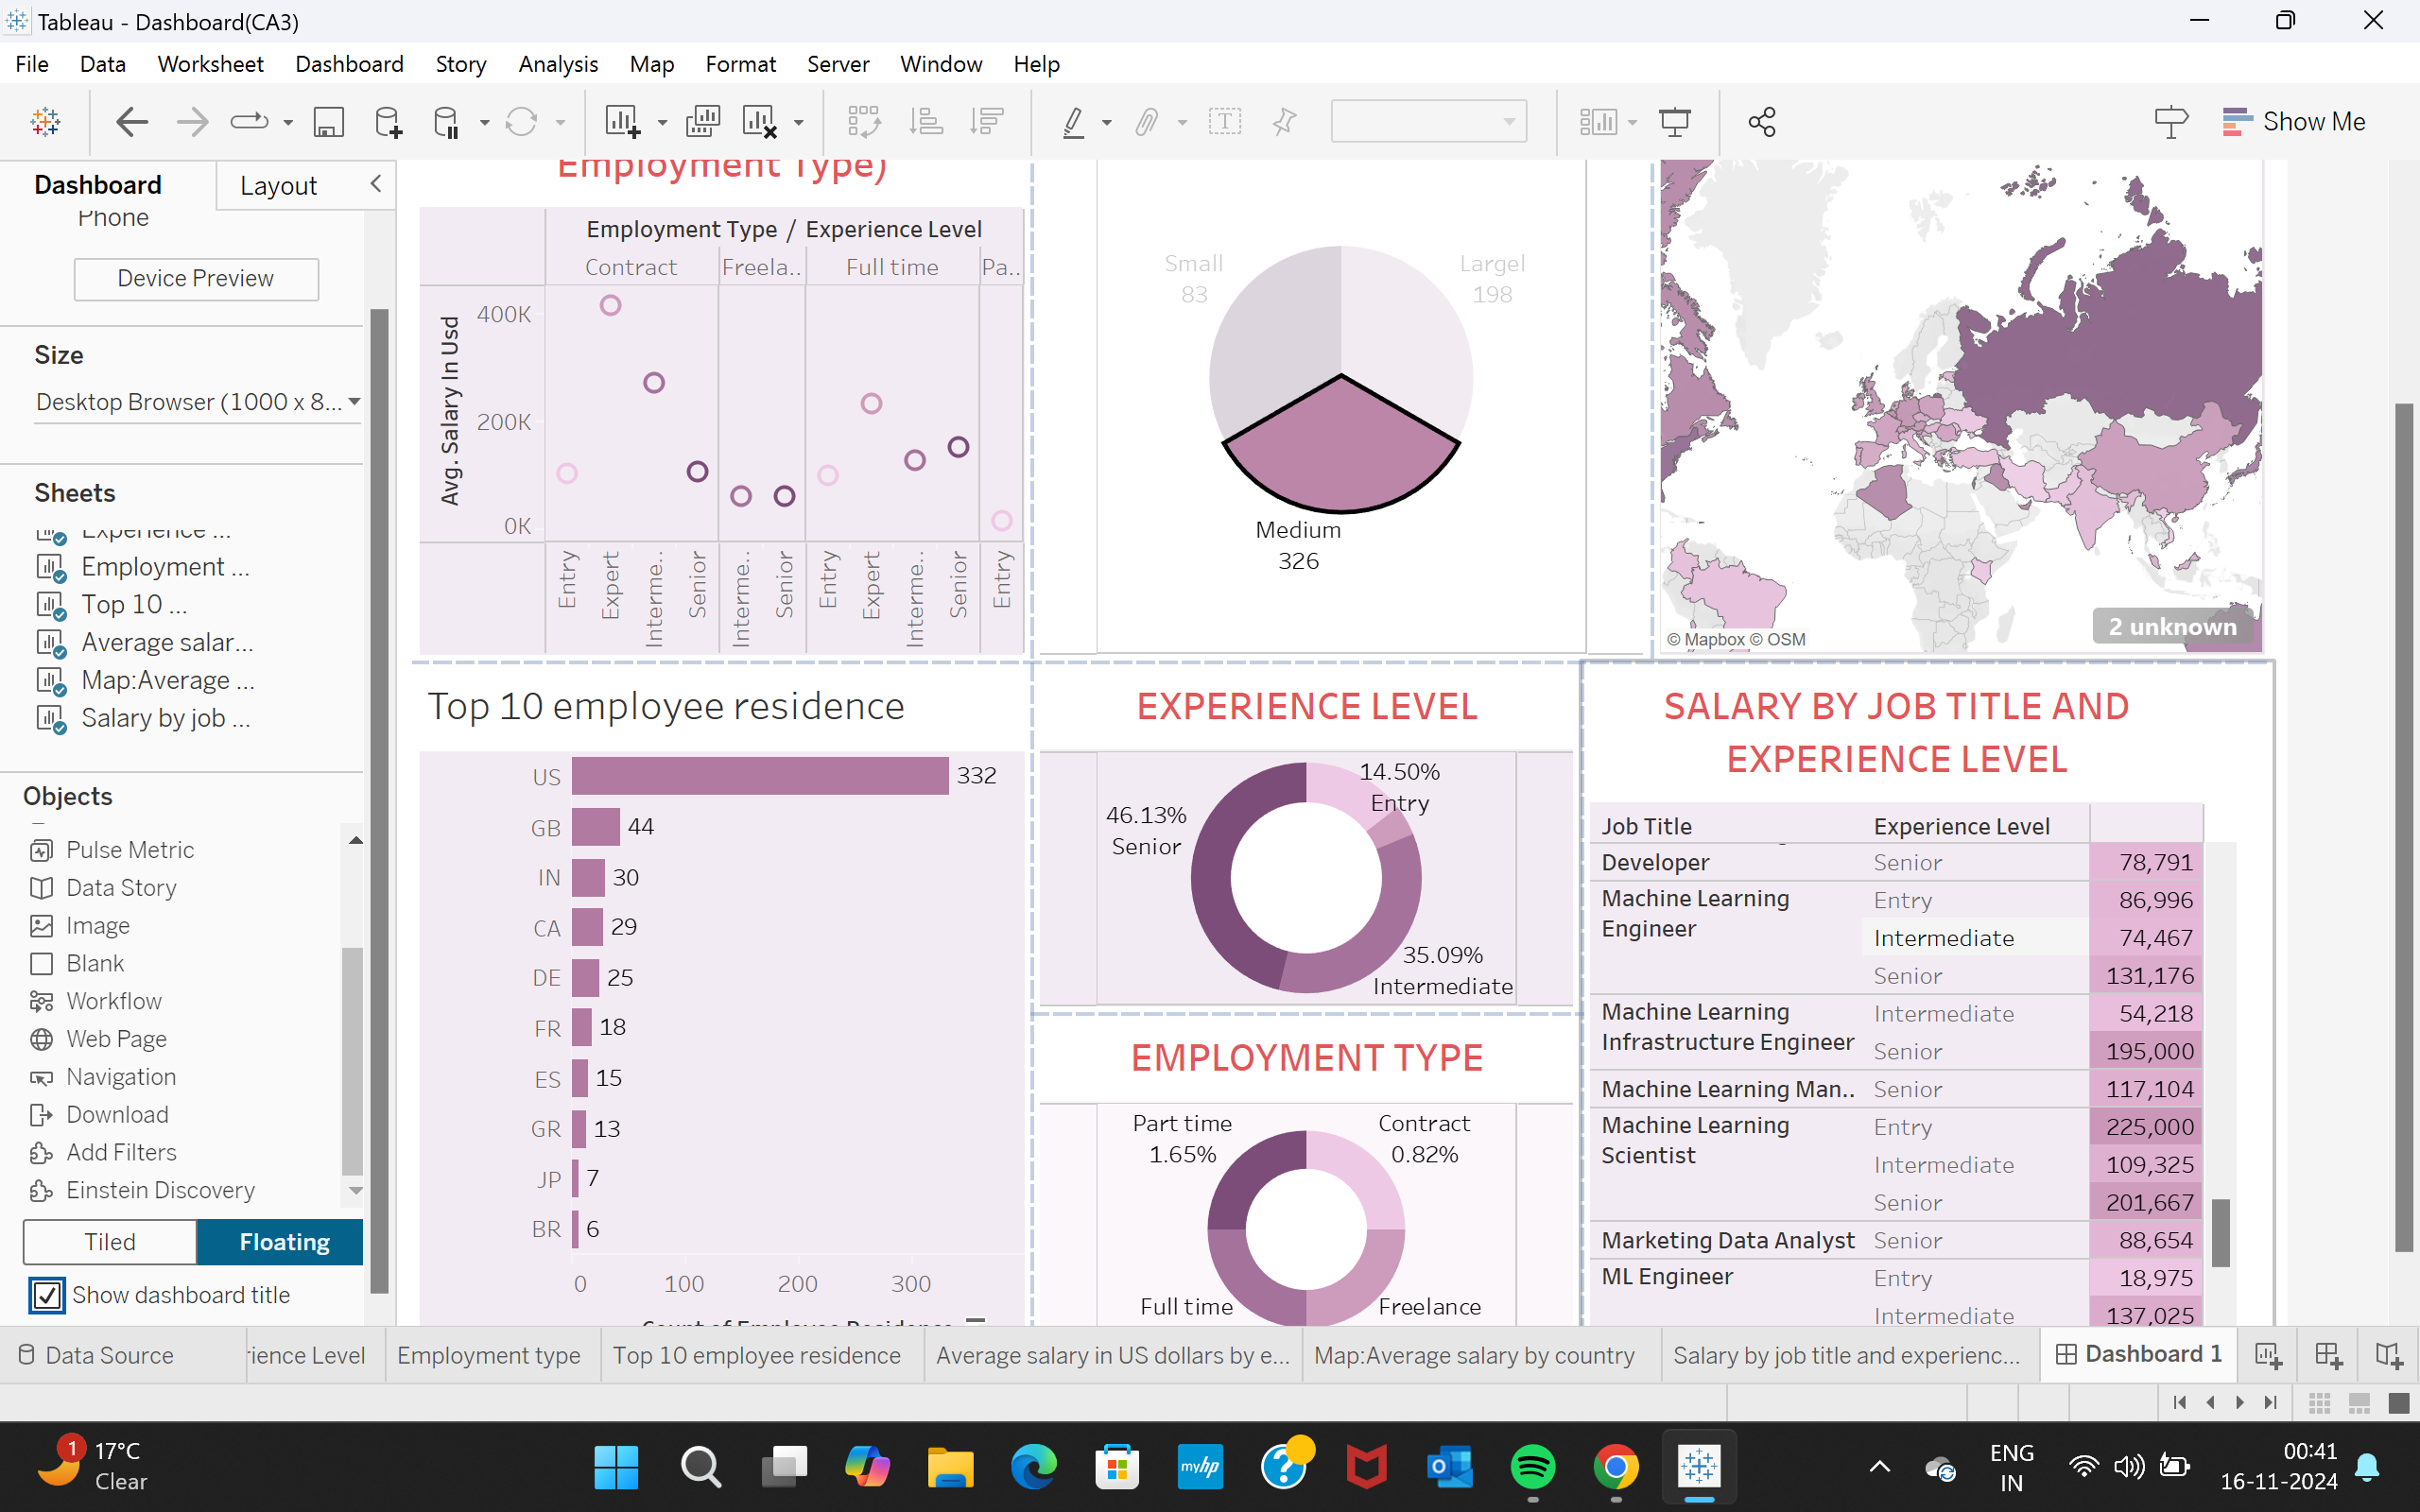 Tableau - Dashboard(CA3)
File Data Worksheet Dashboard Story Analysis Map Format Server Window Help
Show Me
Dashboard
Layout
Phone
Device Preview
Size
Desktop Browser (1000 x 8...
Sheets
Experience ...
Employment ...
Top 10 ...
Average salar...
Map:Average ...
Salary by job ...
Objects
Pulse Metric
Data Story
Image
Blank
Workflow
Web Page
Navigation
Download
Add Filters
Einstein Discovery
Tiled
Floating
Show dashboard title
Employment Type)
Employment Type / Experience Level
Contract Freela.. Full time Pa..
Avg. Salary In Usd
400K
200K
0K
Entry
Expert
Interme..
Senior
Interme..
Senior
Entry
Expert
Interme..
Senior
Entry
Small
83
Largel
198
Medium
326
© Mapbox © OSM
2 unknown
Top 10 employee residence
US 332
GB 44
IN 30
CA 29
DE 25
FR 18
ES 15
GR 13
JP 7
BR 6
0 100 200 300
Count of Employee Residence
EXPERIENCE LEVEL
14.50%
Entry
46.13%
Senior
35.09%
Intermediate
EMPLOYMENT TYPE
Part time
1.65%
Contract
0.82%
Full time
Freelance
SALARY BY JOB TITLE AND
EXPERIENCE LEVEL
Job Title Experience Level
Developer Senior 78,791
Machine Learning
Engineer
Entry 86,996
Intermediate 74,467
Senior 131,176
Machine Learning
Infrastructure Engineer
Intermediate 54,218
Senior 195,000
Machine Learning Man.. Senior 117,104
Machine Learning
Scientist
Entry 225,000
Intermediate 109,325
Senior 201,667
Marketing Data Analyst Senior 88,654
ML Engineer Entry 18,975
Intermediate 137,025
Data Source
rience Level
Employment type
Top 10 employee residence
Average salary in US dollars by e...
Map:Average salary by country
Salary by job title and experienc...
Dashboard 1
1
17°C
Clear
myhp
ENG
IN
00:41
16-11-2024